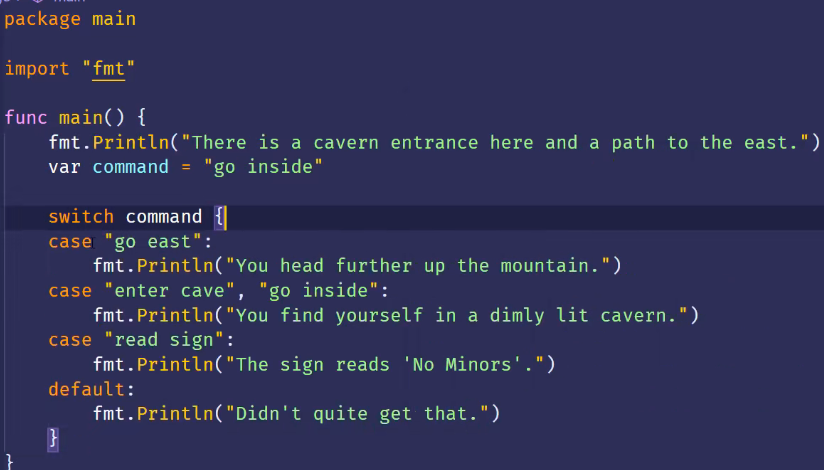 main
package main
import "fmt"
func main() {
    fmt.Println("There is a cavern entrance here and a path to the east.")
    var command = "go inside"
    switch command {
    case "go east":
        fmt.Println("You head further up the mountain.")
    case "enter cave", "go inside":
        fmt.Println("You find yourself in a dimly lit cavern.")
    case "read sign":
        fmt.Println("The sign reads 'No Minors'.")
    default:
        fmt.Println("Didn't quite get that.")
    }
}